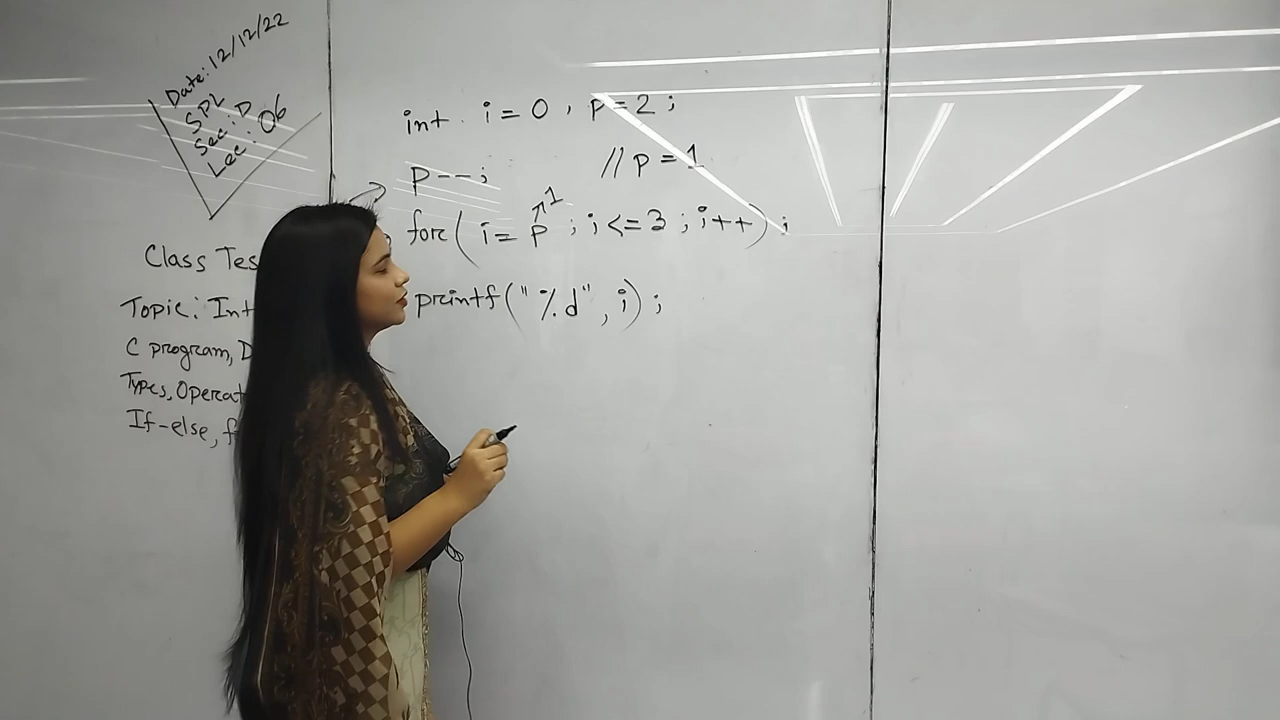 Date: 12/12/22
SPL
Sec: D
Lec: 06
int i = 0, p = 2;
p--; // p = 1
1
for( i = p ; i <= 3 ; i++) ;
printf("%d", i) ;
Class Tes
Topic: Int
C program, D
Types, Operat
If-else, f